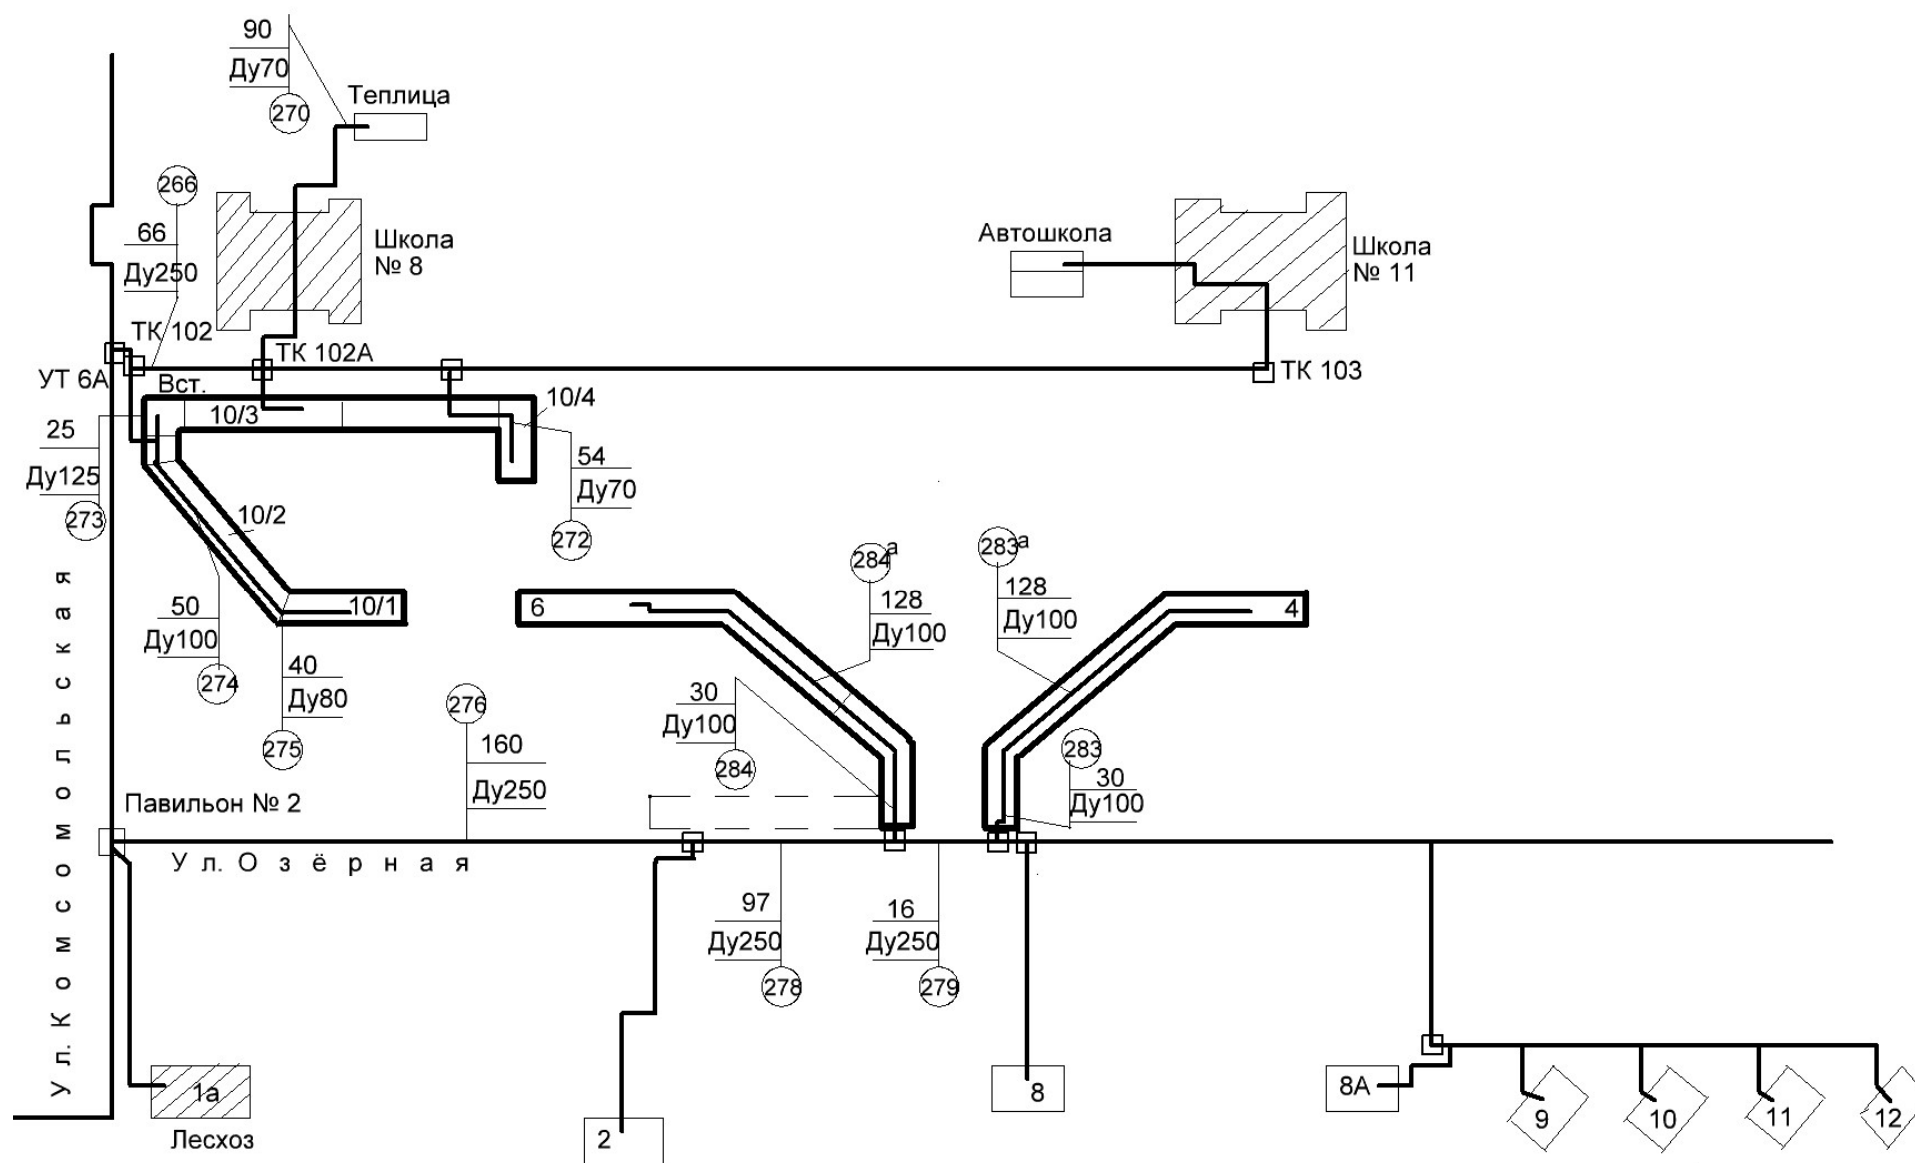 90
Ду70
270
Теплица
266
66
Ду250
Школа
№ 8
Автошкола
Школа
№ 11
ТК 102
ТК 102А
ТК 103
УТ 6А
Вст.
10/3
10/4
25
Ду125
273
54
Ду70
272
10/2
10/1
50
Ду100
274
40
Ду80
275
6
284а
128
Ду100
283а
128
Ду100
4
276
160
Ду250
30
Ду100
284
283
30
Ду100
Павильон № 2
Ул. Озёрная
Ул. Комсомольская
97
Ду250
278
16
Ду250
279
1а
Лесхоз
2
8
8А
9
10
11
12